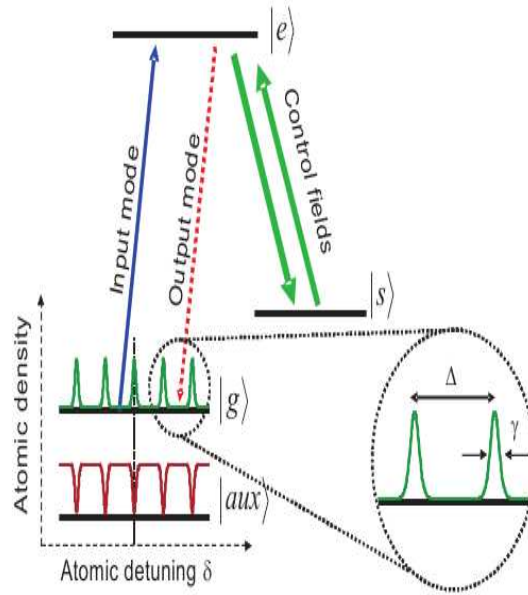 |e⟩
Input mode
Output mode
Control fields
|s⟩
Atomic density
|g⟩
|aux⟩
Δ
γ
Atomic detuning δ